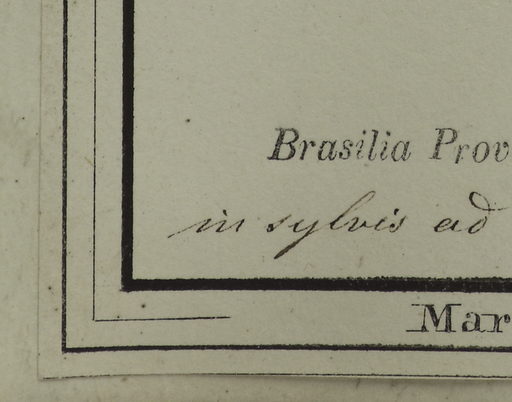 Brasilia Prov
in sylvis ad
Mar